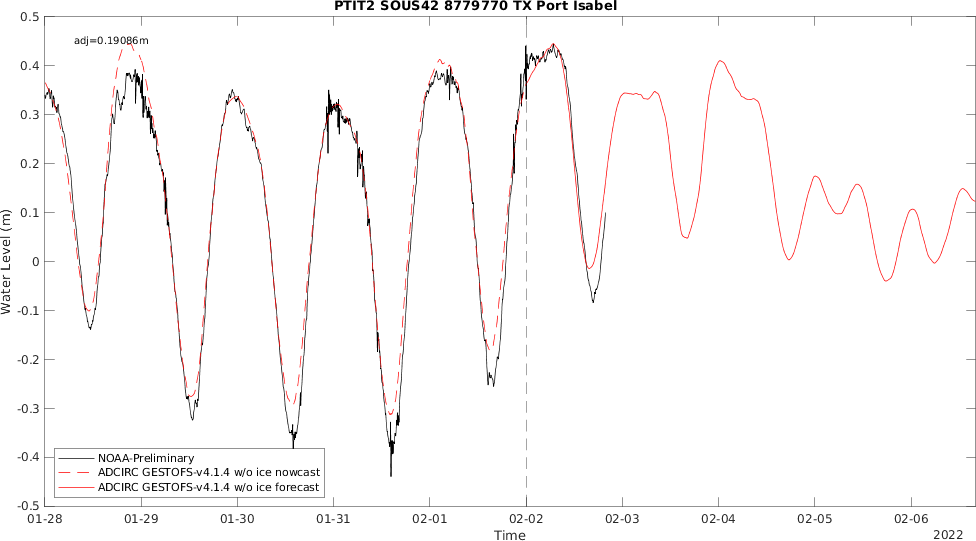 PTIT2 SOUS42 8779770 TX Port Isabel
adj=0.19086m
0.5
0.4
0.3
0.2
0.1
0
-0.1
-0.2
-0.3
-0.4
-0.5
Water Level (m)
NOAA-Preliminary
ADCIRC GESTOFS-v4.1.4 w/o ice nowcast
ADCIRC GESTOFS-v4.1.4 w/o ice forecast
01-28 01-29 01-30 01-31 02-01 02-02 02-03 02-04 02-05 02-06
Time
2022